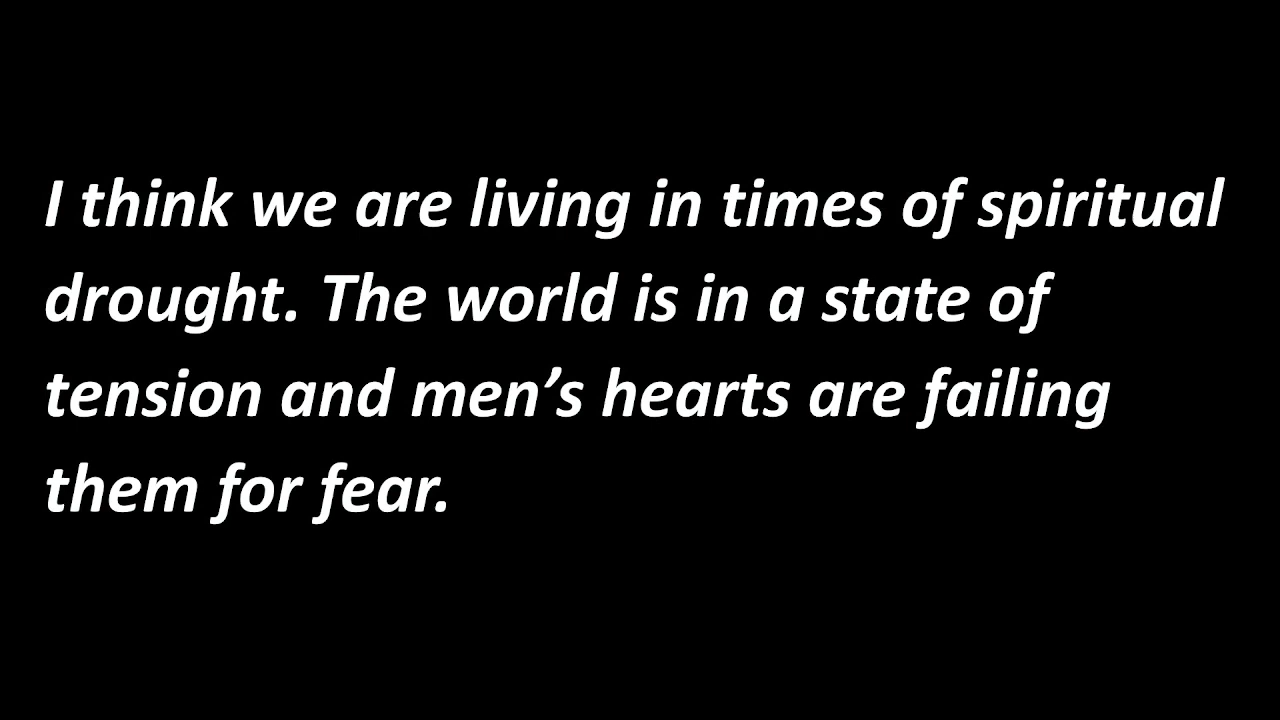 I think we are living in times of spiritual
drought. The world is in a state of
tension and men’s hearts are failing
them for fear.